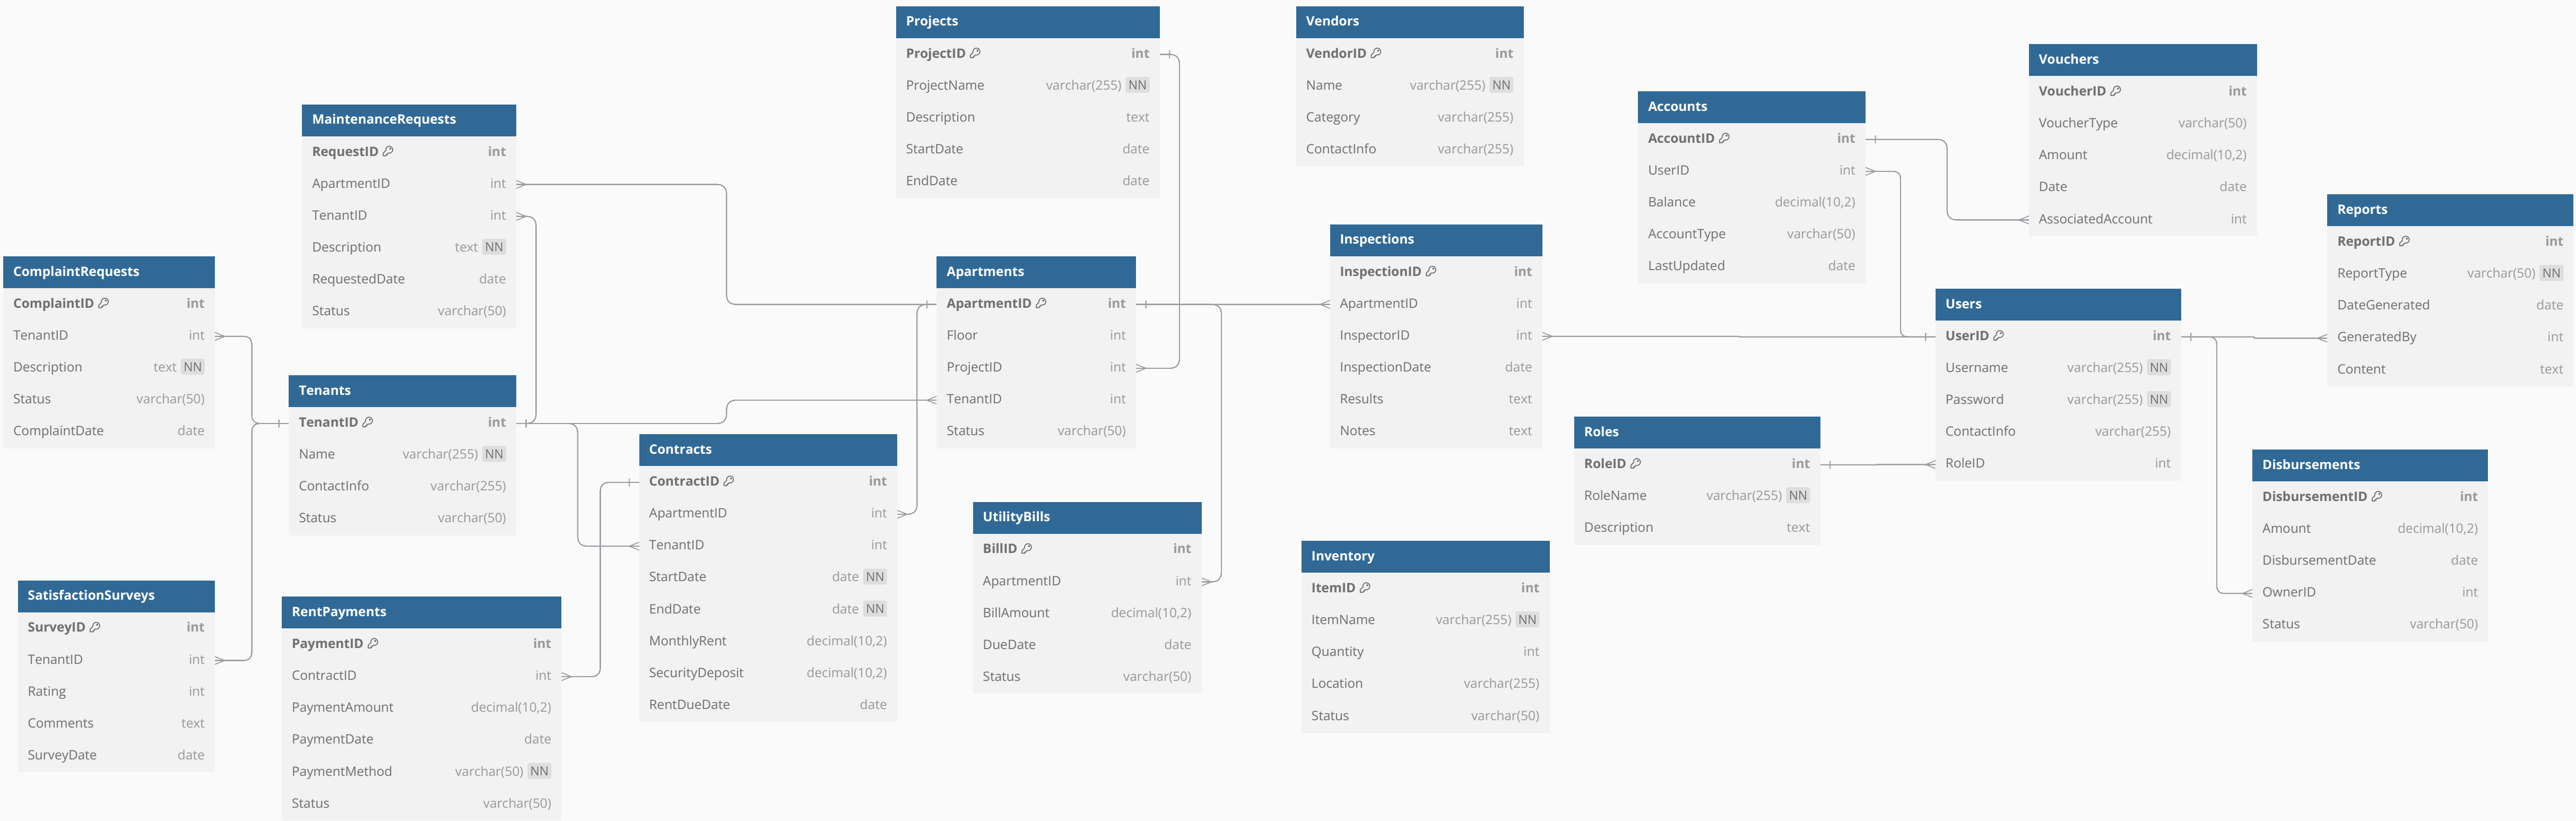 Projects
ProjectID int
ProjectName varchar(255) NN
Description text
StartDate date
EndDate date
Vendors
VendorID int
Name varchar(255) NN
Category varchar(255)
ContactInfo varchar(255)
Vouchers
VoucherID int
VoucherType varchar(50)
Amount decimal(10,2)
Date date
AssociatedAccount int
Accounts
AccountID int
UserID int
Balance decimal(10,2)
AccountType varchar(50)
LastUpdated date
MaintenanceRequests
RequestID int
ApartmentID int
TenantID int
Description text NN
RequestedDate date
Status varchar(50)
Reports
ReportID int
ReportType varchar(50) NN
DateGenerated date
GeneratedBy int
Content text
Inspections
InspectionID int
ApartmentID int
InspectorID int
InspectionDate date
Results text
Notes text
ComplaintRequests
ComplaintID int
TenantID int
Description text NN
Status varchar(50)
ComplaintDate date
Apartments
ApartmentID int
Floor int
ProjectID int
TenantID int
Status varchar(50)
Users
UserID int
Username varchar(255) NN
Password varchar(255) NN
ContactInfo varchar(255)
RoleID int
Tenants
TenantID int
Name varchar(255) NN
ContactInfo varchar(255)
Status varchar(50)
Roles
RoleID int
RoleName varchar(255) NN
Description text
Contracts
ContractID int
ApartmentID int
TenantID int
StartDate date NN
EndDate date NN
MonthlyRent decimal(10,2)
SecurityDeposit decimal(10,2)
RentDueDate date
Disbursements
DisbursementID int
Amount decimal(10,2)
DisbursementDate date
OwnerID int
Status varchar(50)
UtilityBills
BillID int
ApartmentID int
BillAmount decimal(10,2)
DueDate date
Status varchar(50)
Inventory
ItemID int
ItemName varchar(255) NN
Quantity int
Location varchar(255)
Status varchar(50)
SatisfactionSurveys
SurveyID int
TenantID int
Rating int
Comments text
SurveyDate date
RentPayments
PaymentID int
ContractID int
PaymentAmount decimal(10,2)
PaymentDate date
PaymentMethod varchar(50) NN
Status varchar(50)